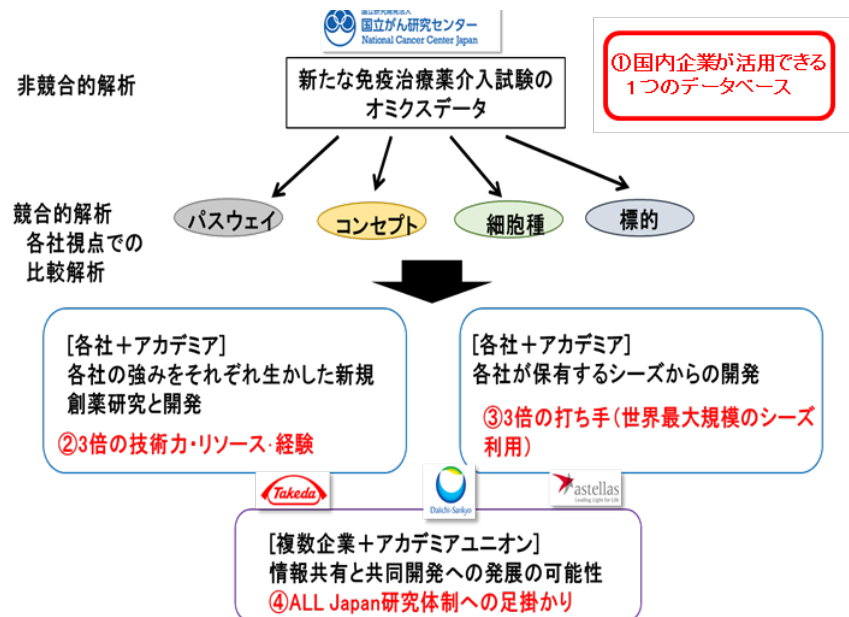 国立研究開発法人
国立がん研究センター
National Cancer Center Japan
非競合的解析
新たな免疫治療薬介入試験の
オミクスデータ
①国内企業が活用できる
1つのデータベース
競合的解析
各社視点での
比較解析
パスウェイ
コンセプト
細胞種
標的
[各社+アカデミア]
各社の強みをそれぞれ生かした新規
創薬研究と開発
②3倍の技術力・リソース・経験
[各社+アカデミア]
各社が保有するシーズからの開発
③3倍の打ち手(世界最大規模のシーズ
利用)
Takeda
Daiichi-Sankyo
astellas
Leading Light for Life
[複数企業+アカデミアユニオン]
情報共有と共同開発への発展の可能性
④ALL Japan研究体制への足掛かり